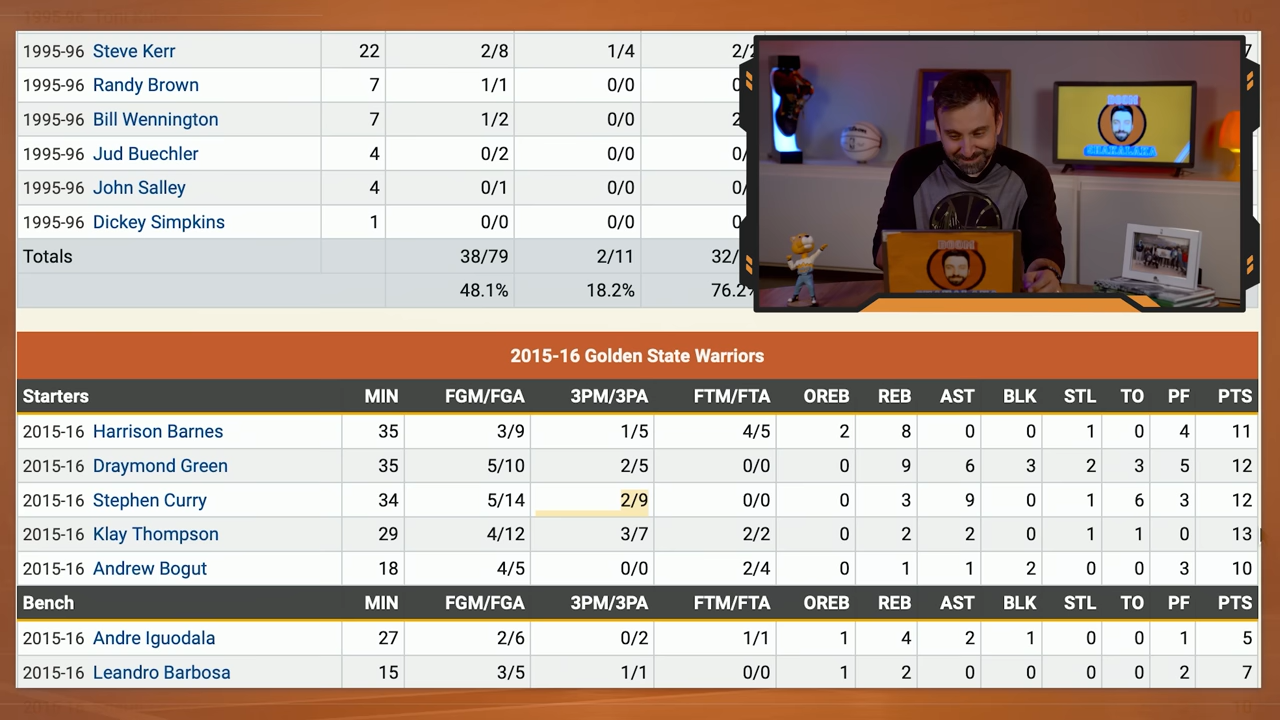 1995-96 Steve Kerr 22 2/8 1/4 2/2 7
1995-96 Randy Brown 7 1/1 0/0
1995-96 Bill Wennington 7 1/2 0/0
1995-96 Jud Buechler 4 0/2 0/0
1995-96 John Salley 4 0/1 0/0
1995-96 Dickey Simpkins 1 0/0 0/0
Totals 38/79 2/11 32/
48.1% 18.2% 76.2%
BOOM
BOOM
2015-16 Golden State Warriors
Starters MIN FGM/FGA 3PM/3PA FTM/FTA OREB REB AST BLK STL TO PF PTS
2015-16 Harrison Barnes 35 3/9 1/5 4/5 2 8 0 0 1 0 4 11
2015-16 Draymond Green 35 5/10 2/5 0/0 0 9 6 3 2 3 5 12
2015-16 Stephen Curry 34 5/14 2/9 0/0 0 3 9 0 1 6 3 12
2015-16 Klay Thompson 29 4/12 3/7 2/2 0 2 2 0 1 1 0 13
2015-16 Andrew Bogut 18 4/5 0/0 2/4 0 1 1 2 0 0 3 10
Bench MIN FGM/FGA 3PM/3PA FTM/FTA OREB REB AST BLK STL TO PF PTS
2015-16 Andre Iguodala 27 2/6 0/2 1/1 1 4 2 1 0 0 1 5
2015-16 Leandro Barbosa 15 3/5 1/1 0/0 1 2 0 0 0 0 2 7